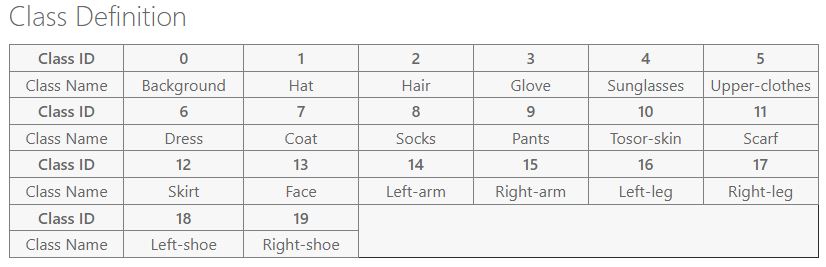 Class Definition
Class ID 0 1 2 3 4 5
Class Name Background Hat Hair Glove Sunglasses Upper-clothes
Class ID 6 7 8 9 10 11
Class Name Dress Coat Socks Pants Tosor-skin Scarf
Class ID 12 13 14 15 16 17
Class Name Skirt Face Left-arm Right-arm Left-leg Right-leg
Class ID 18 19
Class Name Left-shoe Right-shoe